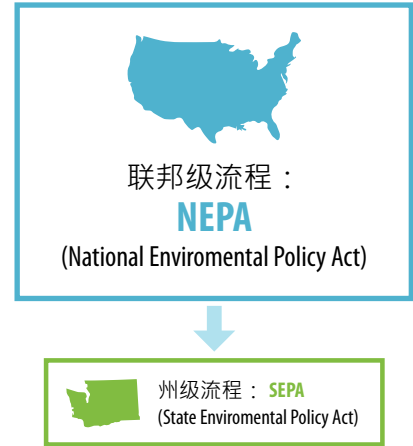 联邦级流程：
NEPA
(National Enviromental Policy Act)
州级流程： SEPA
(State Enviromental Policy Act)